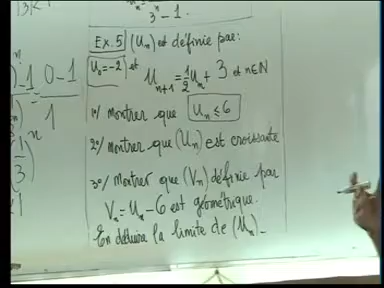 3ⁿ - 1
Ex.5 (Uₙ) est définie par:
U₀ = -2 et Uₙ₊₁ = 1/2 Uₙ + 3 et n∈ℕ
1°/ Montrer que Uₙ ≤ 6
2°/ Montrer que (Uₙ) est croissante
3°/ Montrer que (Vₙ) définie par
Vₙ = Uₙ - 6 est géométrique.
En déduire la limite de (Uₙ).